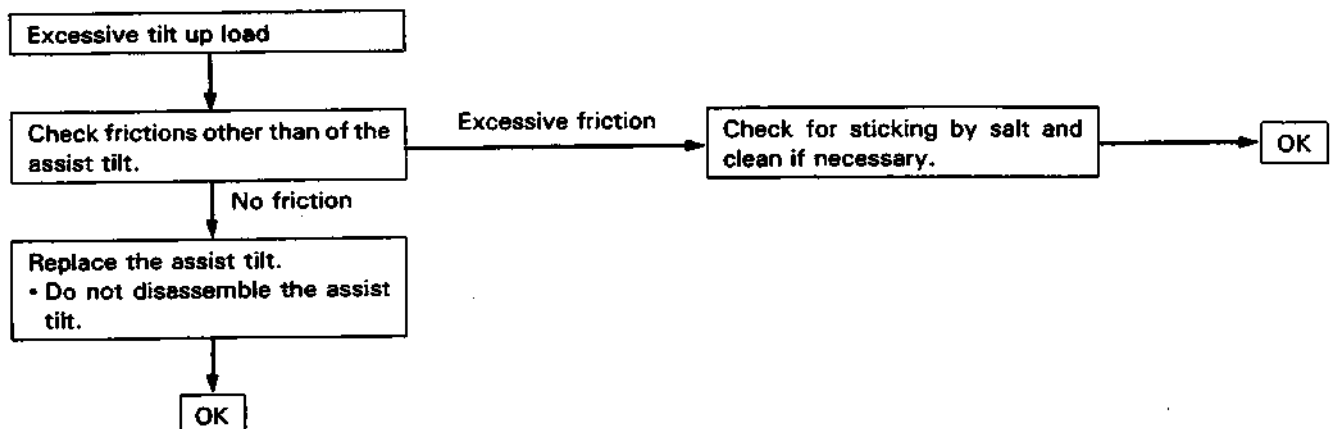 Excessive tilt up load
Check frictions other than of the
assist tilt.
Excessive friction
Check for sticking by salt and
clean if necessary.
OK
No friction
Replace the assist tilt.
• Do not disassemble the assist
tilt.
OK